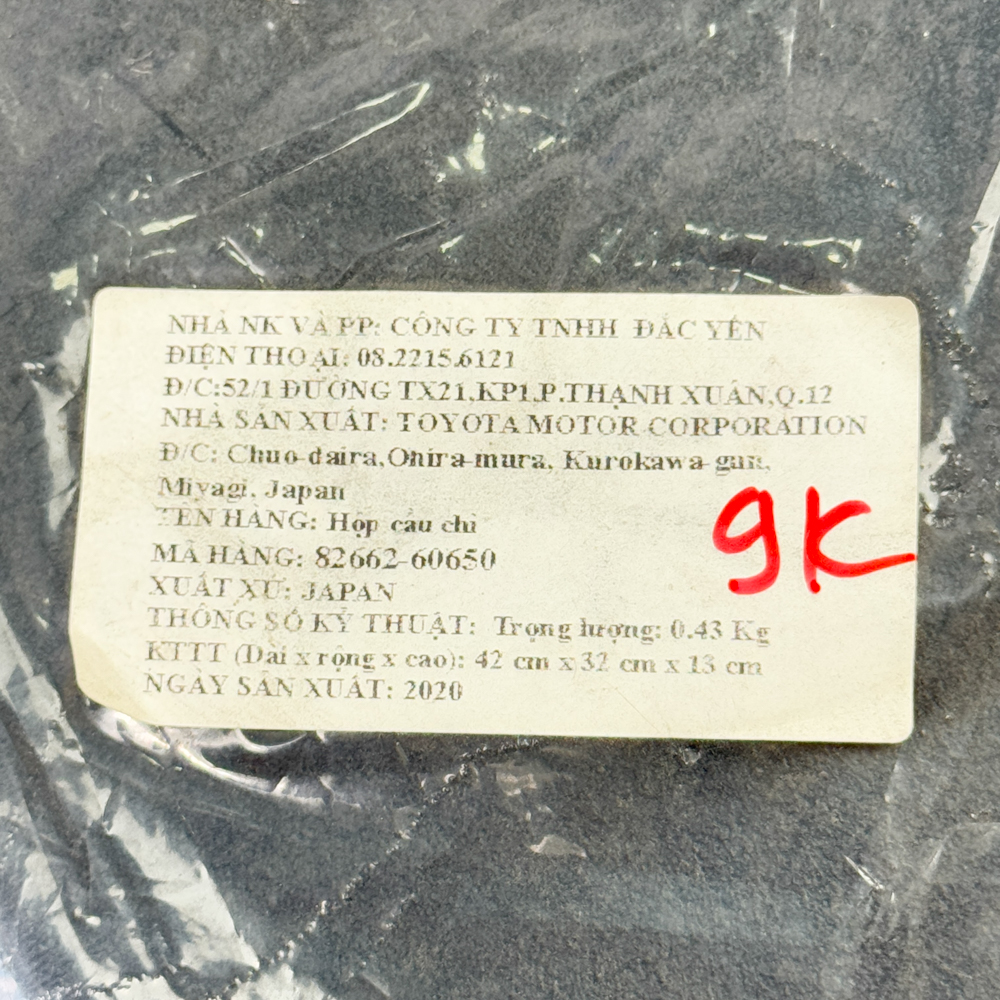 NHÀ NK VÀ PP: CÔNG TY TNHH ĐẮC YẾN
ĐIỆN THOẠI: 08.2215.6121
Đ/C:52/1 ĐƯỜNG TX21,KP1,P.THẠNH XUÂN,Q.12
NHÀ SẢN XUẤT: TOYOTA MOTOR CORPORATION
Đ/C: Chuo-daira,Ohira-mura, Kurokawa-gun,
Miyagi, Japan
TÊN HÀNG: Hộp cầu chì
MÃ HÀNG: 82662-60650
XUẤT XỨ: JAPAN
THÔNG SỐ KỸ THUẬT: Trọng lượng: 0.43 Kg
KTTT (Dài x rộng x cao): 42 cm x 32 cm x 13 cm
NGÀY SẢN XUẤT: 2020
9K